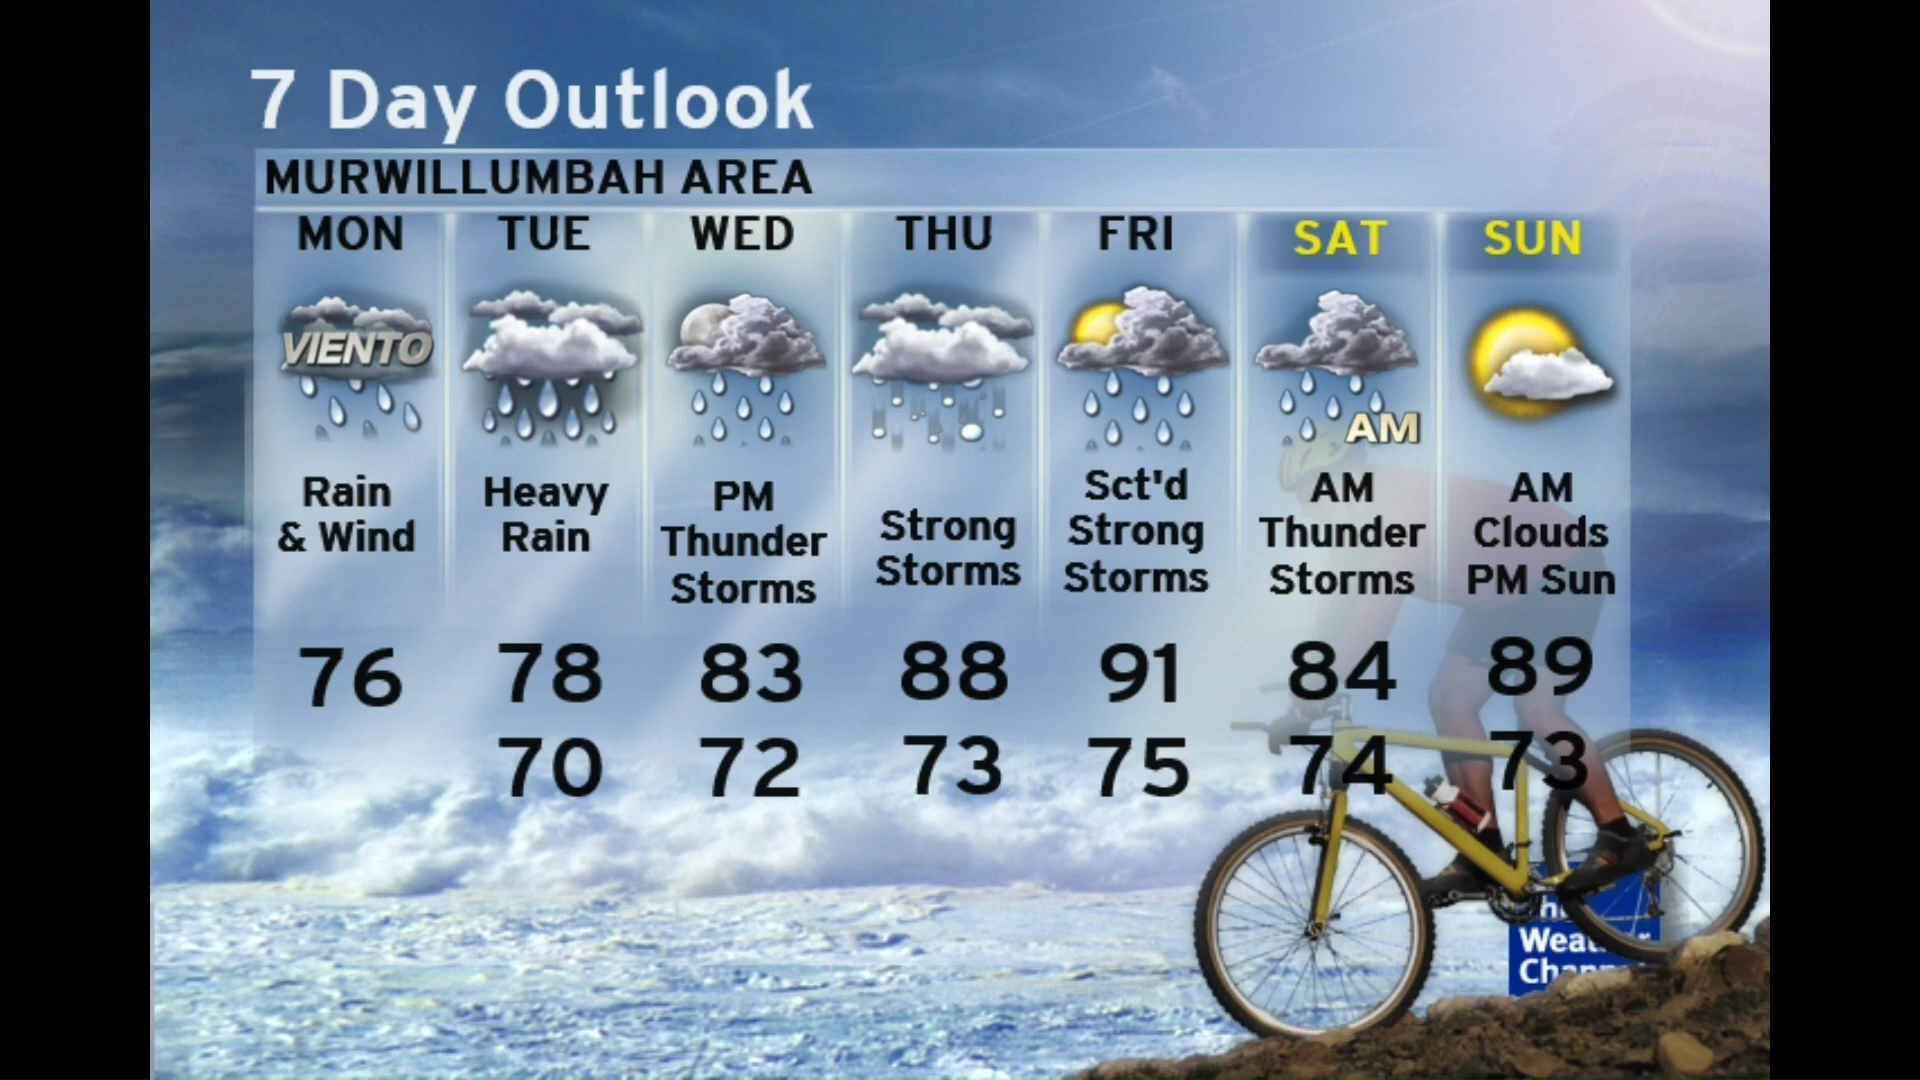 7 Day Outlook
MURWILLUMBAH AREA
MON TUE WED THU FRI SAT SUN
VIENTO
AM
Rain
& Wind
Heavy
Rain
PM
Thunder
Storms
Strong
Storms
Sct'd
Strong
Storms
AM
Thunder
Storms
AM
Clouds
PM Sun
76 78 83 88 91 84 89
70 72 73 75 74 73